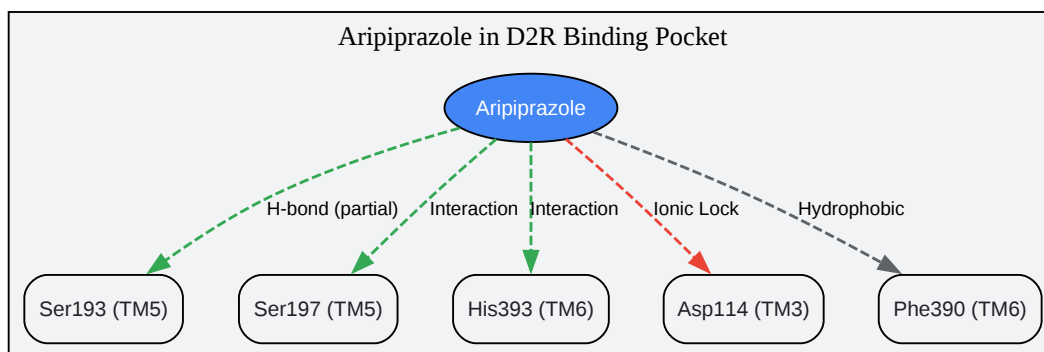 Aripiprazole in D2R Binding Pocket
Aripiprazole
H-bond (partial)
Interaction
Interaction
Ionic Lock
Hydrophobic
Ser193 (TM5)
Ser197 (TM5)
His393 (TM6)
Asp114 (TM3)
Phe390 (TM6)